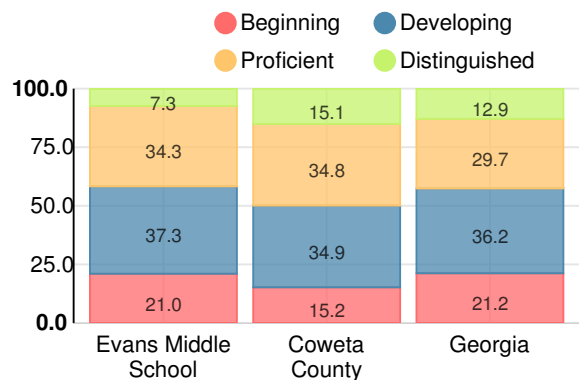 Beginning Developing
Proficient Distinguished
100.0
75.0
50.0
25.0
0.0
7.3 15.1 12.9
34.3 34.8 29.7
37.3 34.9 36.2
21.0 15.2 21.2
Evans Middle Coweta Georgia
School County